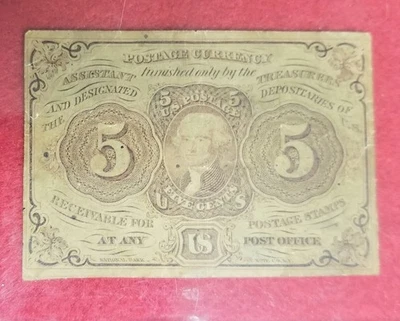 POSTAGE CURRENCY
furnished only by the
ASSISTANT TREASURERS
AND DESIGNATED DEPOSITARIES OF
THE
5 5
U.S. POSTAGE
5 5
FIVE CENTS
U S
RECEIVABLE FOR POSTAGE STAMPS
AT ANY US POST OFFICE